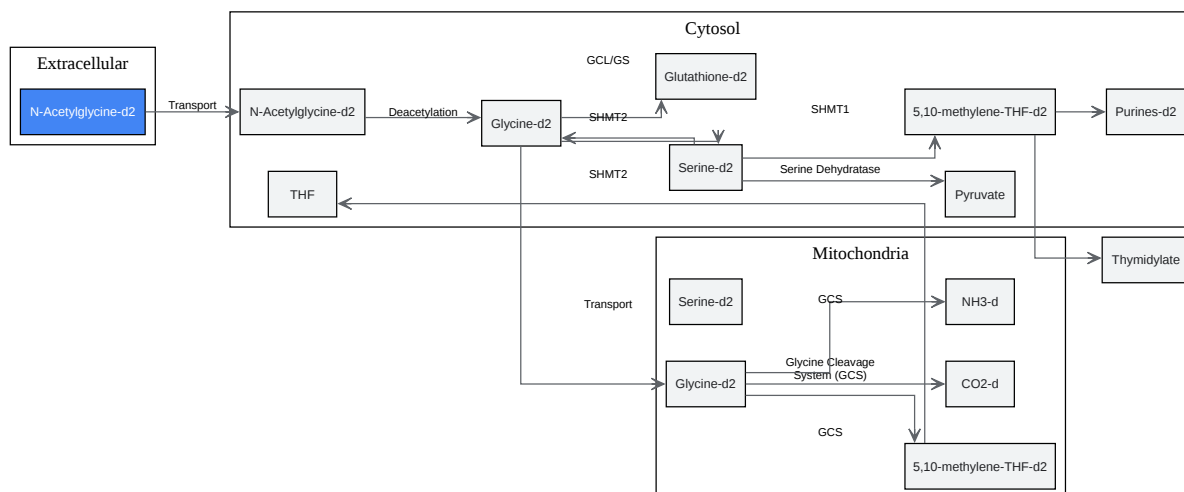 Cytosol
Extracellular
GCL/GS
Glutathione-d2
N-Acetylglycine-d2
Transport
N-Acetylglycine-d2
Deacetylation
Glycine-d2
SHMT2
SHMT1
5,10-methylene-THF-d2
Purines-d2
Serine-d2
Serine Dehydratase
SHMT2
THF
Pyruvate
Mitochondria
Thymidylate
Serine-d2
Transport
GCS
NH3-d
Glycine-d2
Glycine Cleavage
System (GCS)
CO2-d
GCS
5,10-methylene-THF-d2